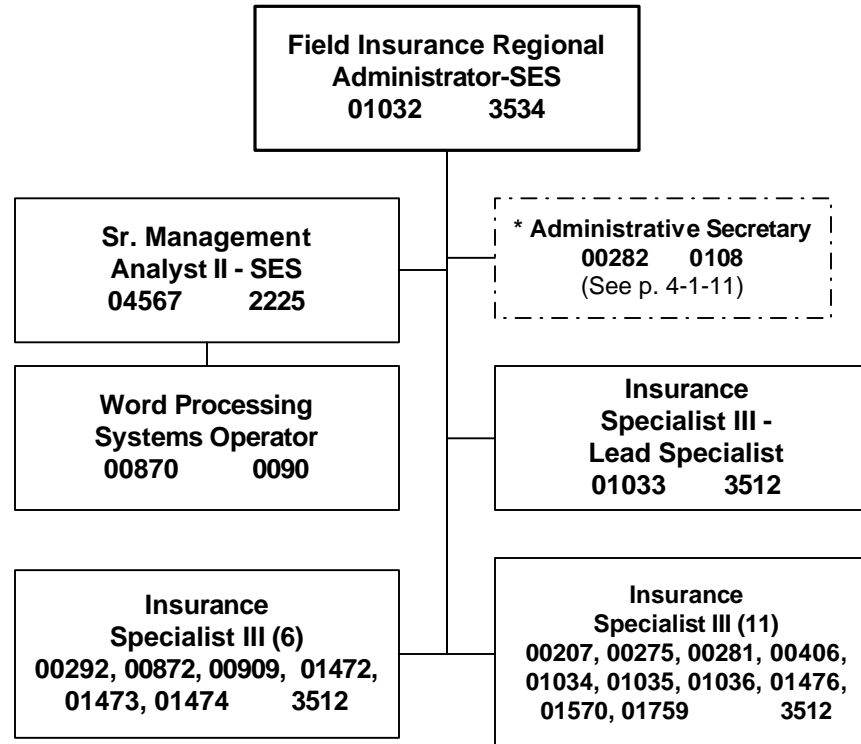 Field Insurance Regional
Administrator-SES
01032 3534
Sr. Management
Analyst II - SES
04567 2225
* Administrative Secretary
00282 0108
(See p. 4-1-11)
Word Processing
Systems Operator
00870 0090
Insurance
Specialist III -
Lead Specialist
01033 3512
Insurance
Specialist III (6)
00292, 00872, 00909, 01472,
01473, 01474 3512
Insurance
Specialist III (11)
00207, 00275, 00281, 00406,
01034, 01035, 01036, 01476,
01570, 01759 3512